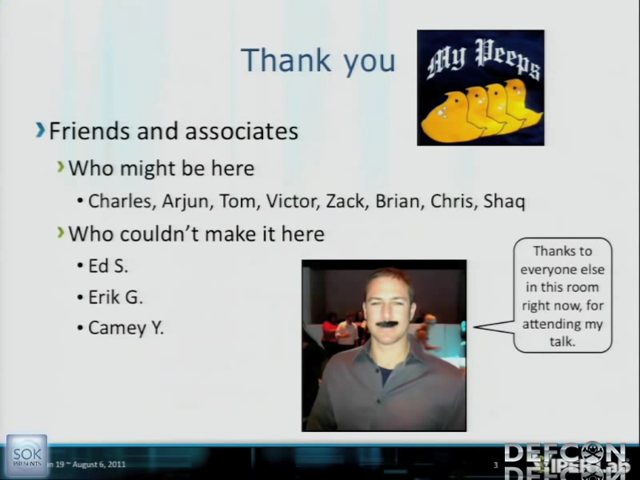 Thank you
My Peeps
Friends and associates
Who might be here
Charles, Arjun, Tom, Victor, Zack, Brian, Chris, Shaq
Who couldn't make it here
Ed S.
Erik G.
Camey Y.
Thanks to
everyone else
in this room
right now, for
attending my
talk.
SOK
PRESENTS
19 ~ August 6, 2011
3
DEFCON